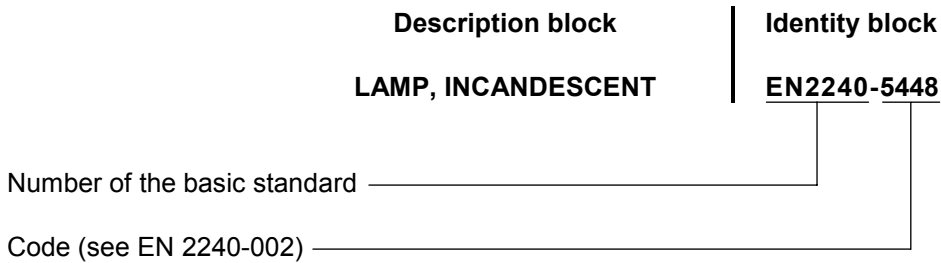 Description block Identity block
LAMP, INCANDESCENT EN2240-5448
Number of the basic standard
Code (see EN 2240-002)